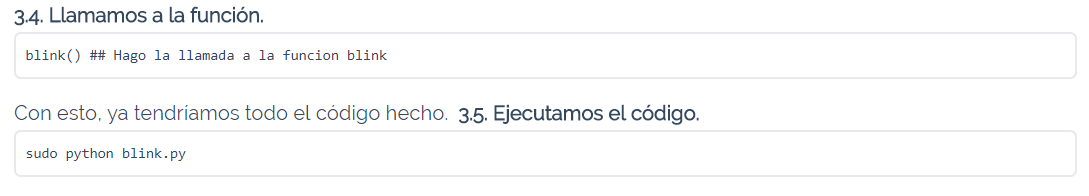 3.4. Llamamos a la función.
blink() ## Hago la llamada a la funcion blink
Con esto, ya tendríamos todo el código hecho. 3.5. Ejecutamos el código.
sudo python blink.py